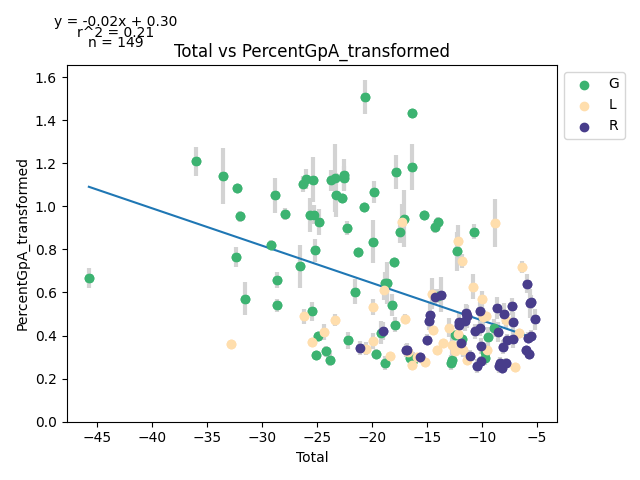 y = -0.02x + 0.30
r^2 = 0.21
n = 149
Total vs PercentGpA_transformed
G
L
R
PercentGpA_transformed
1.6
1.4
1.2
1.0
0.8
0.6
0.4
0.2
0.0
−45 −40 −35 −30 −25 −20 −15 −10 −5
Total